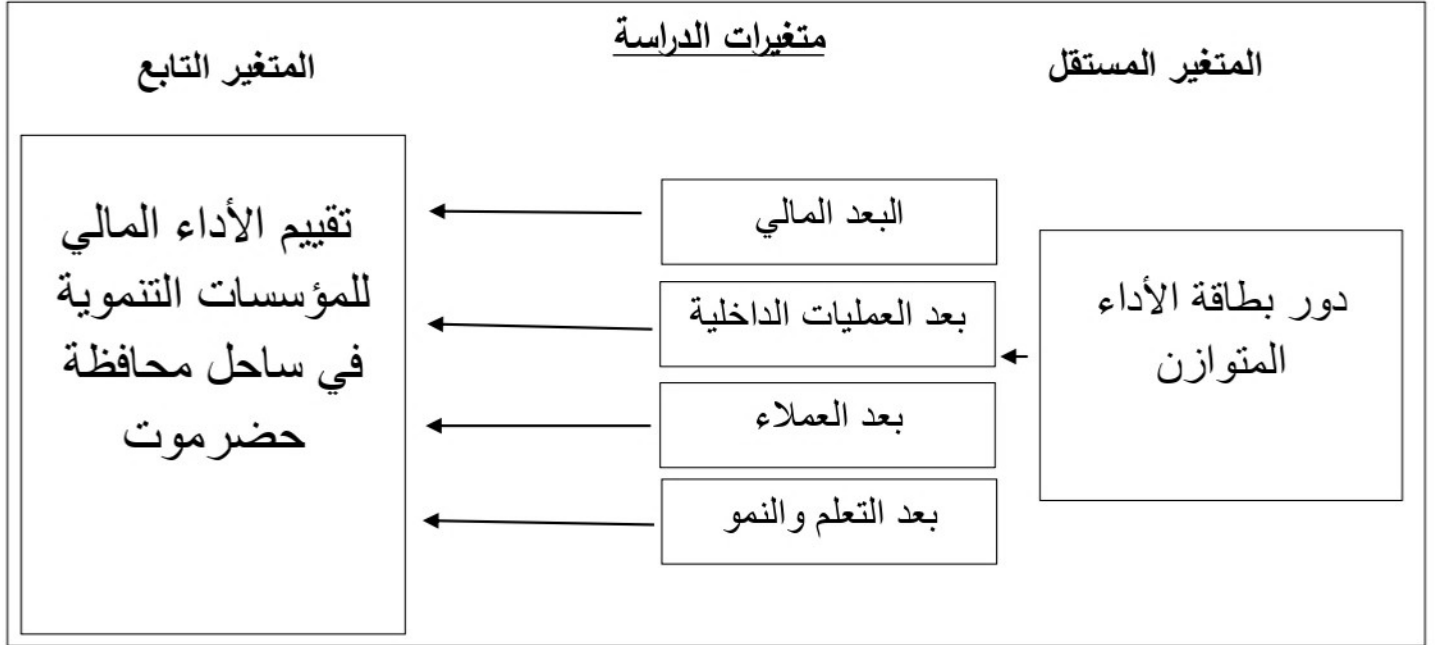 متغيرات الدراسة
المتغير المستقل
المتغير التابع
دور بطاقة الأداء
المتوازن
البعد المالي
بعد العمليات الداخلية
بعد العملاء
بعد التعلم والنمو
تقييم الأداء المالي
للمؤسسات التنموية
في ساحل محافظة
حضرموت